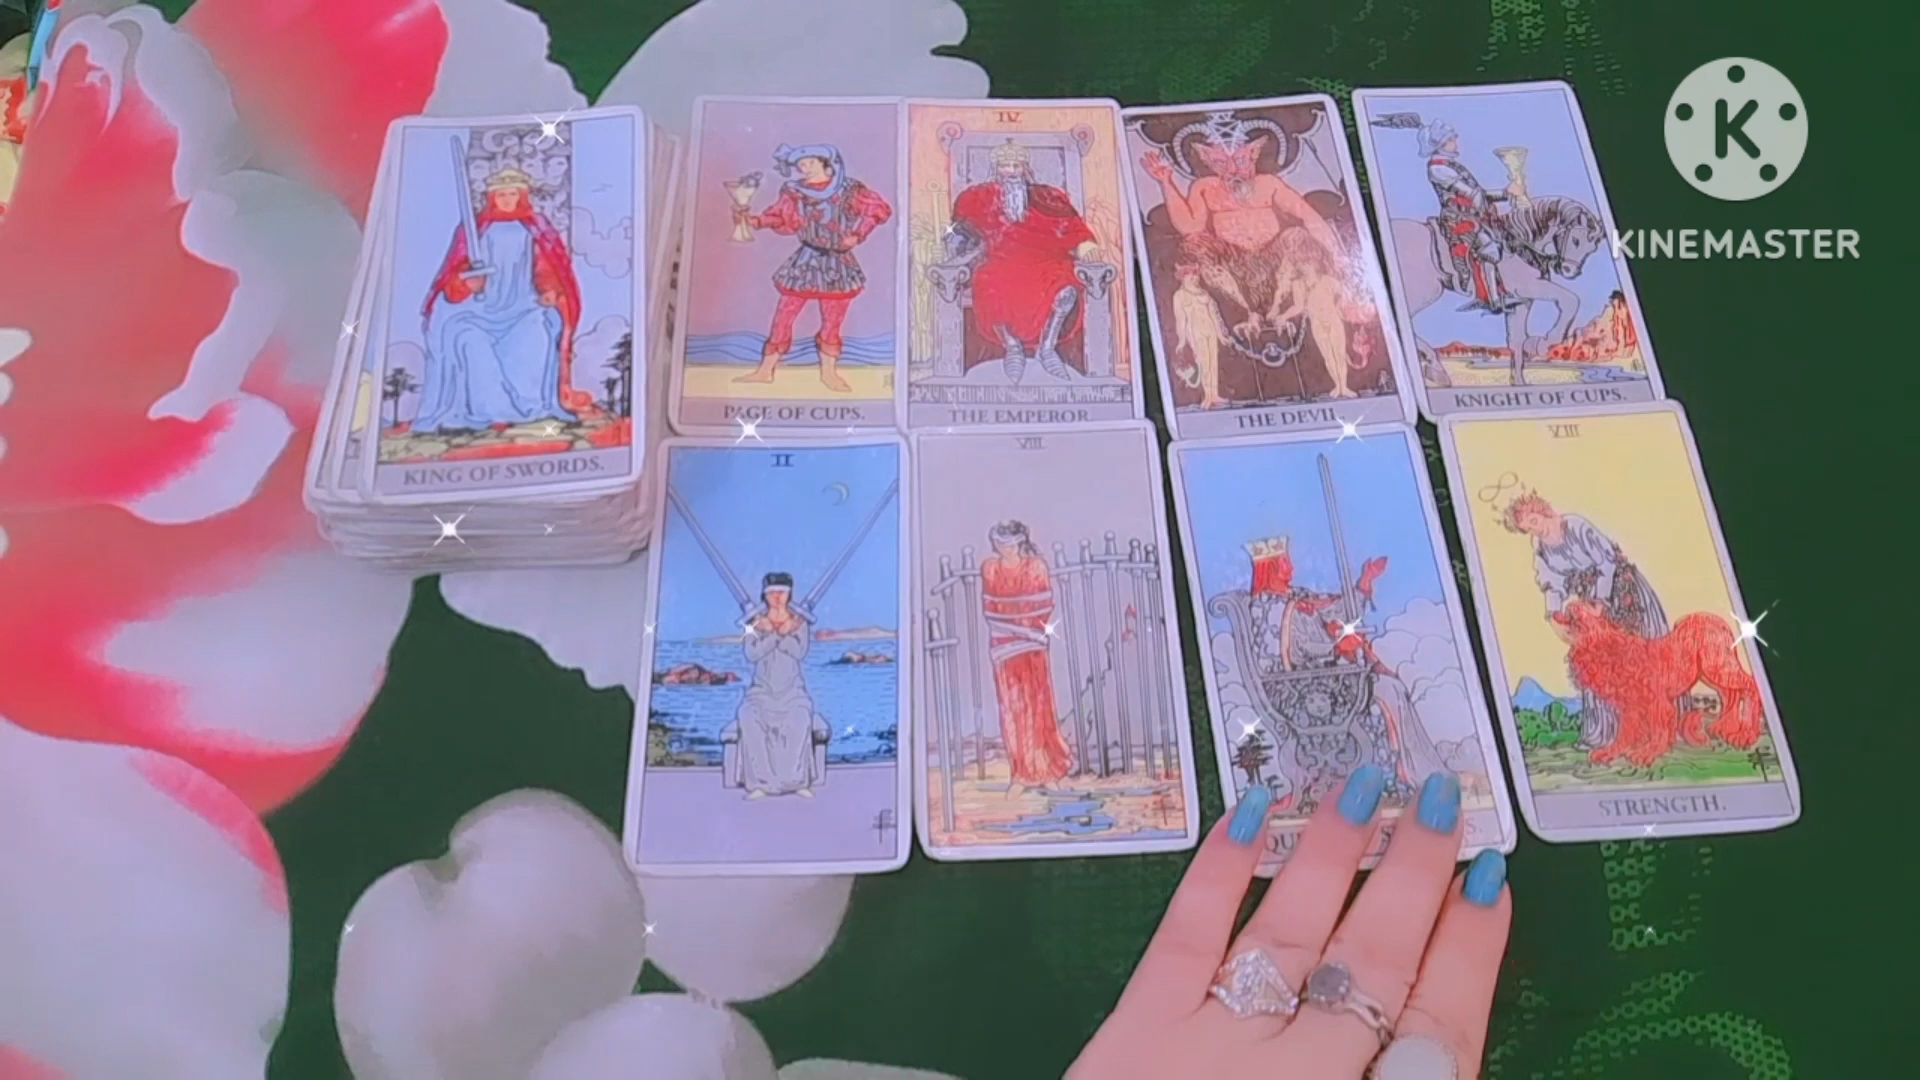 K
KINEMASTER
IV
PAGE OF CUPS.
THE EMPEROR
THE DEVIL.
KNIGHT OF CUPS.
KING OF SWORDS.
II
VIII
VIII
STRENGTH.